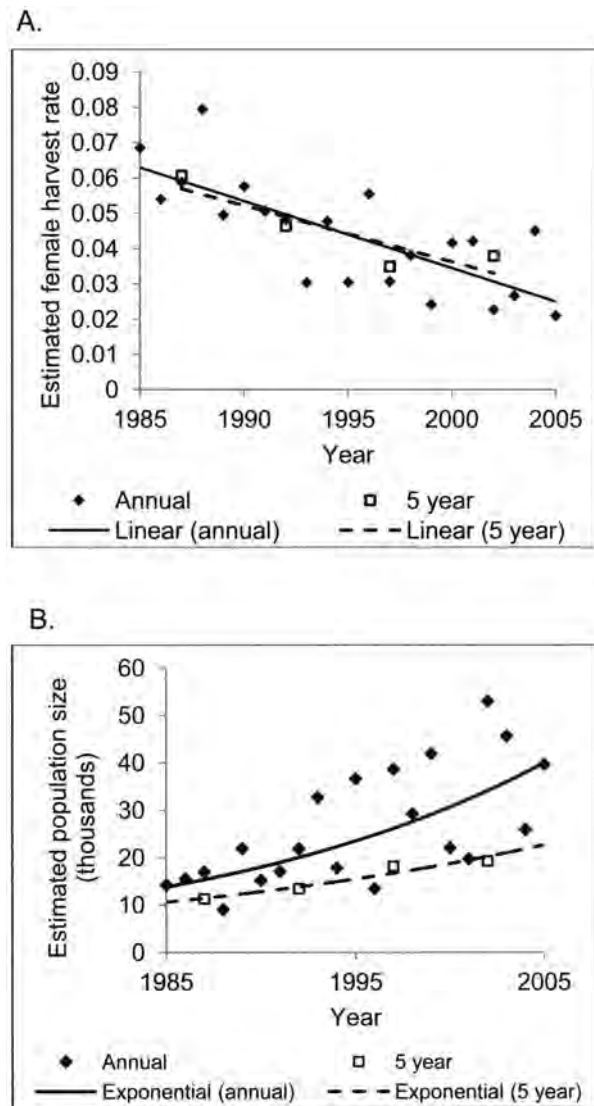 A.
Estimated female harvest rate
0.09
0.08
0.07
0.06
0.05
0.04
0.03
0.02
0.01
0
1985 1990 1995 2000 2005
Year
Annual 5 year
Linear (annual) Linear (5 year)
B.
Estimated population size
(thousands)
60
50
40
30
20
10
0
1985 1995 2005
Year
Annual 5 year
Exponential (annual) Exponential (5 year)